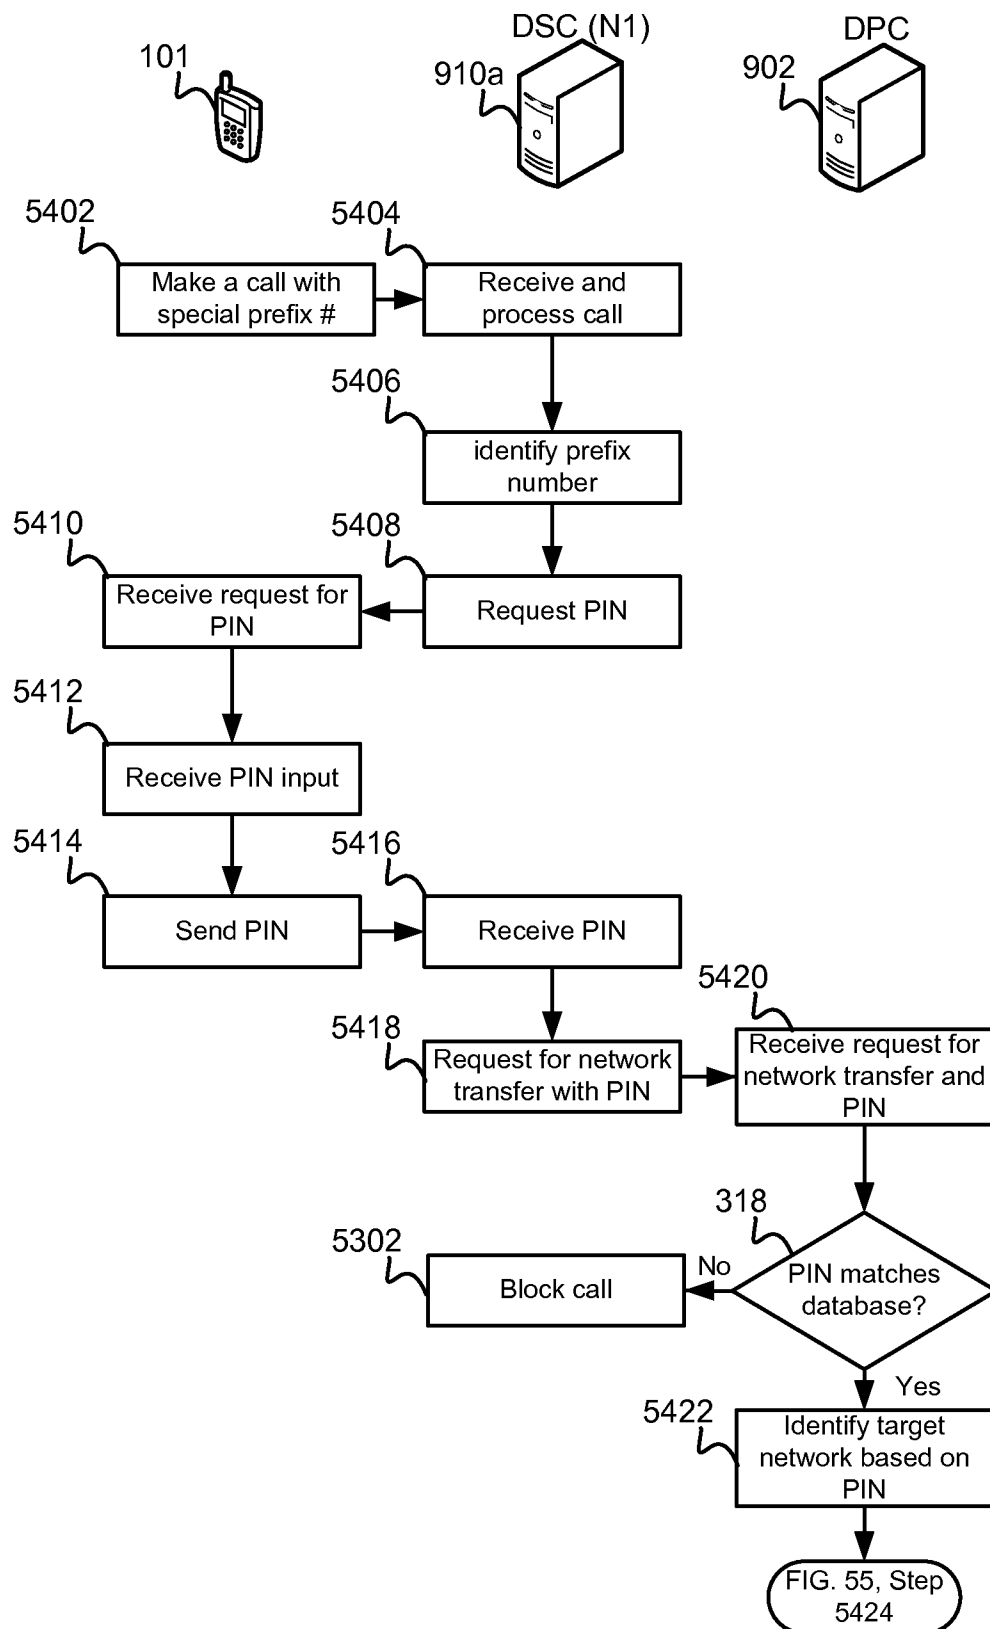 DSC (N1)
DPC
101
910a
902
5402
5404
Make a call with
special prefix #
Receive and
process call
5406
identify prefix
number
5410
5408
Receive request for
PIN
Request PIN
5412
Receive PIN input
5414
5416
Send PIN
Receive PIN
5420
5418
Request for network
transfer with PIN
Receive request for
network transfer and
PIN
318
5302
Block call
No
PIN matches
database?
Yes
5422
Identify target
network based on
PIN
FIG. 55, Step
5424